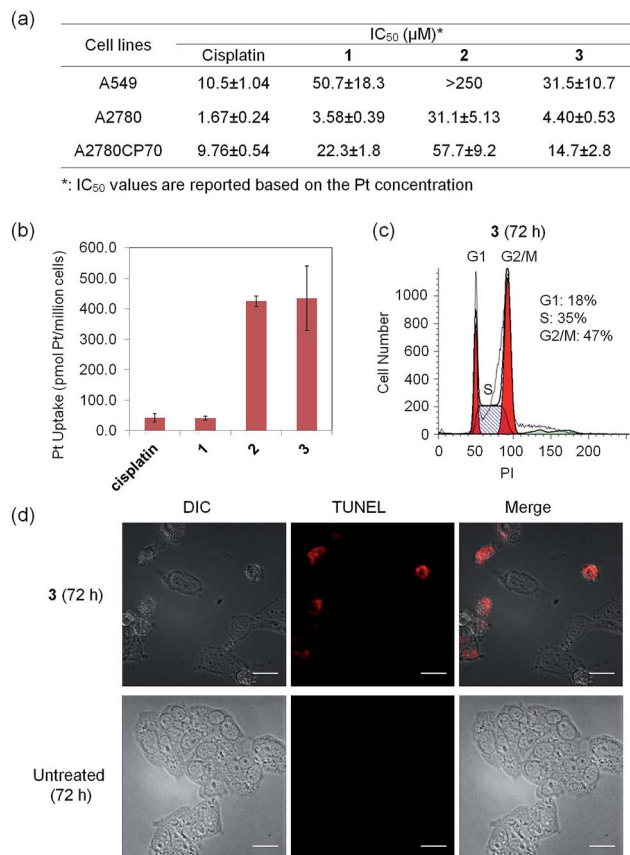 (a)
Cell lines IC50 (μM)*
Cisplatin 1 2 3
A549 10.5±1.04 50.7±18.3 >250 31.5±10.7
A2780 1.67±0.24 3.58±0.39 31.1±5.13 4.40±0.53
A2780CP70 9.76±0.54 22.3±1.8 57.7±9.2 14.7±2.8
*: IC50 values are reported based on the Pt concentration
(b)
Pt Uptake (pmol Pt/million cells)
600.0
500.0
400.0
300.0
200.0
100.0
0.0
cisplatin 1 2 3
(c)
3 (72 h)
G1 G2/M
G1: 18%
S: 35%
G2/M: 47%
Cell Number
1000
800
600
400
200
0
S
0 50 100 200
PI
(d)
DIC TUNEL Merge
3 (72 h)
Untreated
(72 h)